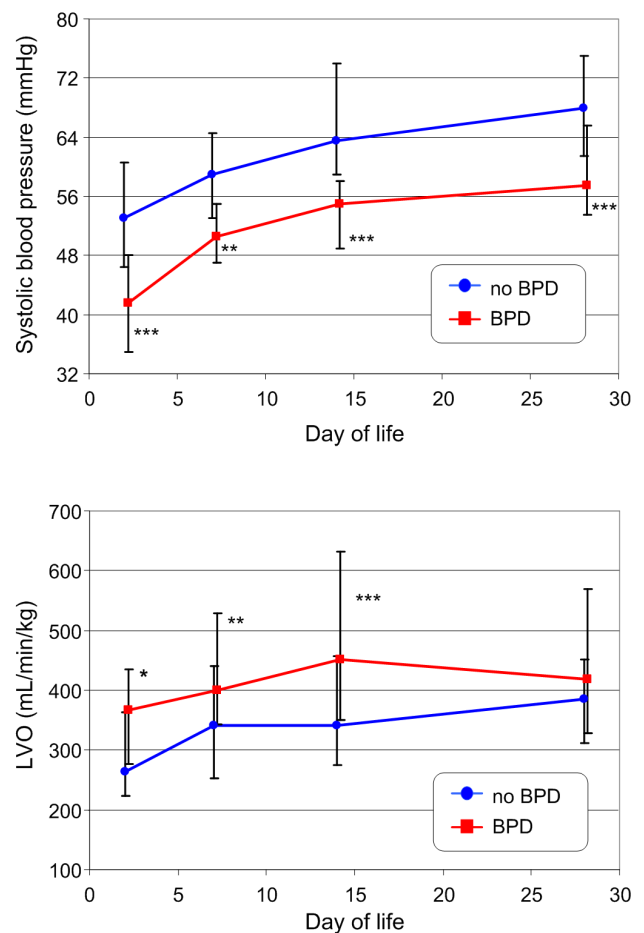 Systolic blood pressure (mmHg)
80
72
64
56
48
40
32
***
**
***
***
no BPD
BPD
0 5 10 15 20 25 30
Day of life
LVO (mL/min/kg)
700
600
500
400
300
200
100
*
**
***
no BPD
BPD
0 5 10 15 20 25 30
Day of life